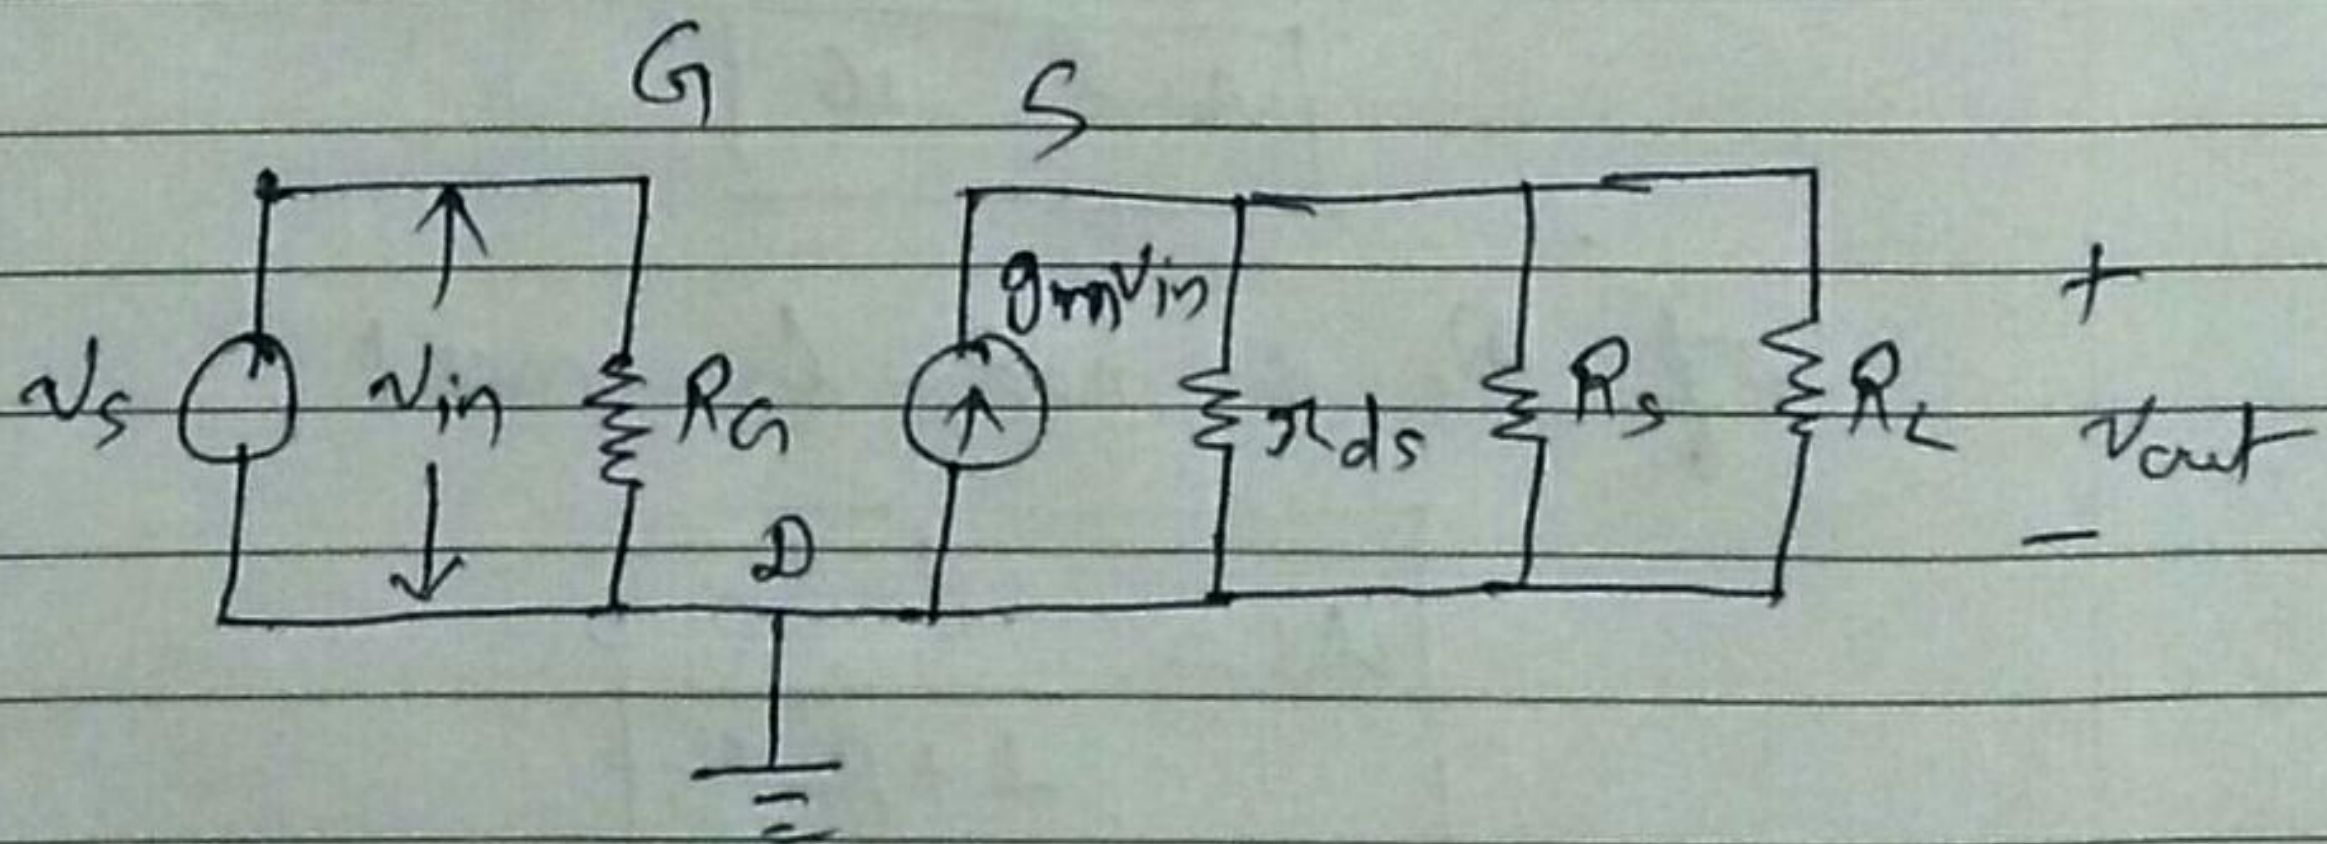 G S
gmvin
vs vin RG rds Rs RL + vout −
D